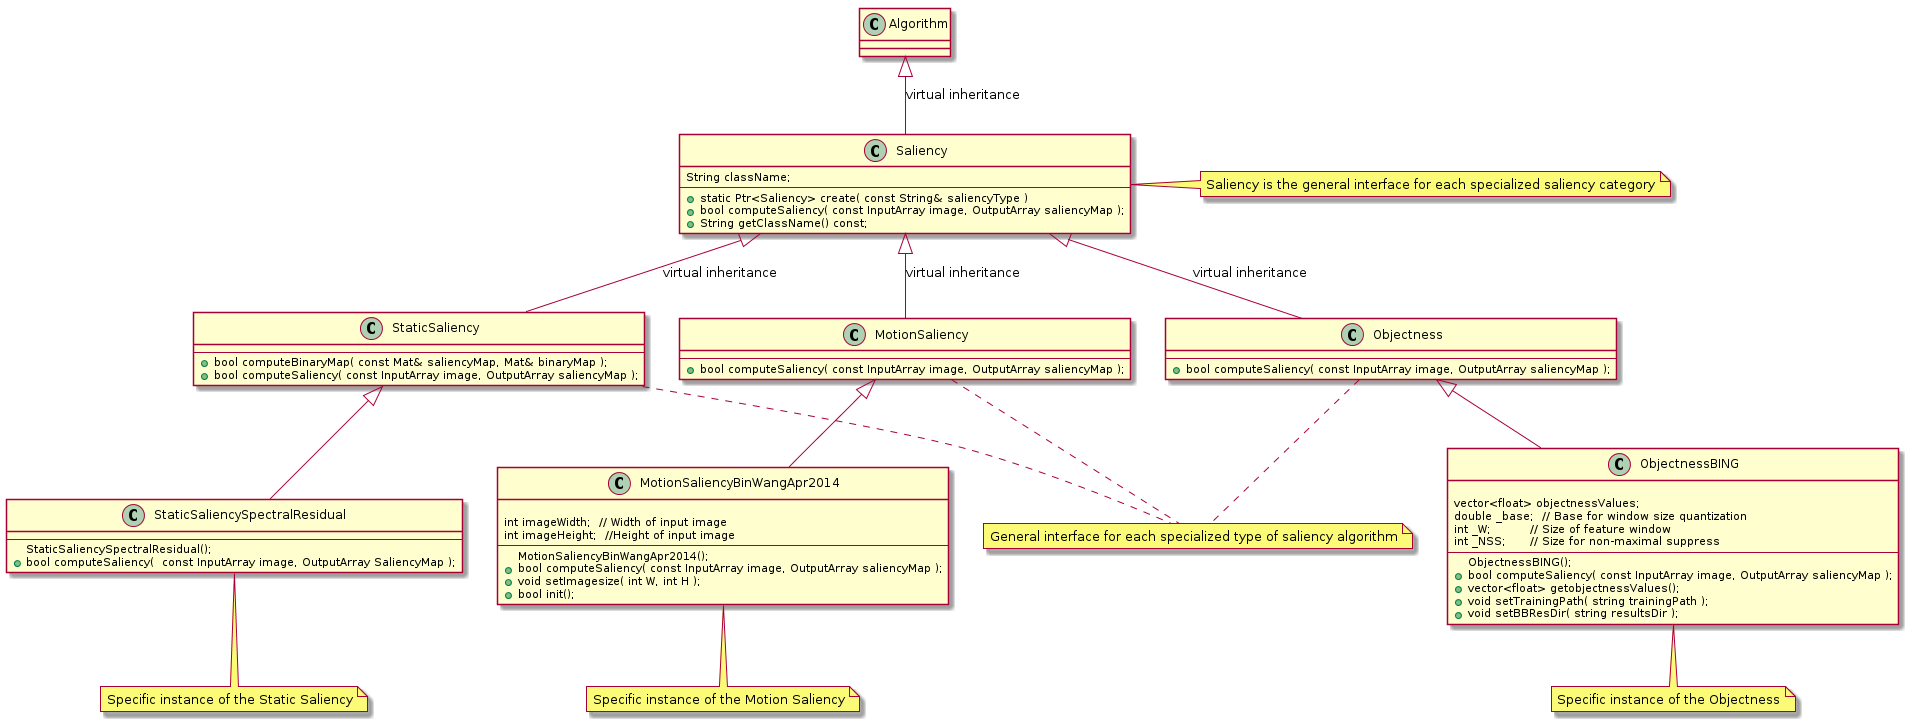 C Algorithm
virtual inheritance
C Saliency
String className;
static Ptr<Saliency> create( const String& saliencyType )
bool computeSaliency( const InputArray image, OutputArray saliencyMap );
String getClassName() const;
Saliency is the general interface for each specialized saliency category
virtual inheritance
virtual inheritance
virtual inheritance
C StaticSaliency
bool computeBinaryMap( const Mat& saliencyMap, Mat& binaryMap );
bool computeSaliency( const InputArray image, OutputArray saliencyMap );
C MotionSaliency
bool computeSaliency( const InputArray image, OutputArray saliencyMap );
C Objectness
bool computeSaliency( const InputArray image, OutputArray saliencyMap );
C StaticSaliencySpectralResidual
StaticSaliencySpectralResidual();
bool computeSaliency(  const InputArray image, OutputArray SaliencyMap );
C MotionSaliencyBinWangApr2014
int imageWidth;  // Width of input image
int imageHeight;  //Height of input image
MotionSaliencyBinWangApr2014();
bool computeSaliency( const InputArray image, OutputArray saliencyMap );
void setImagesize( int W, int H );
bool init();
General interface for each specialized type of saliency algorithm
C ObjectnessBING
vector<float> objectnessValues;
double _base;  // Base for window size quantization
int _W;           // Size of feature window
int _NSS;       // Size for non-maximal suppress
ObjectnessBING();
bool computeSaliency( const InputArray image, OutputArray saliencyMap );
vector<float> getobjectnessValues();
void setTrainingPath( string trainingPath );
void setBBResDir( string resultsDir );
Specific instance of the Static Saliency
Specific instance of the Motion Saliency
Specific instance of the Objectness